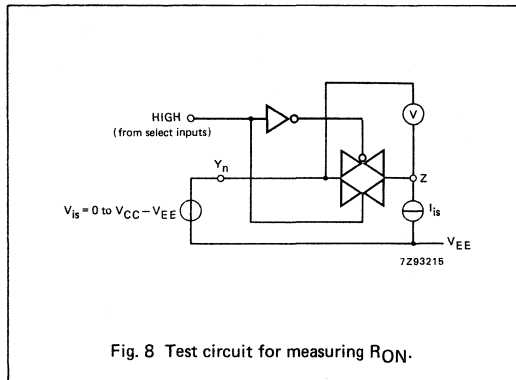 HIGH
(from select inputs)
V
Yn
Z
Vis = 0 to VCC – VEE
Iis
VEE
7Z93215
Fig. 8 Test circuit for measuring RON.